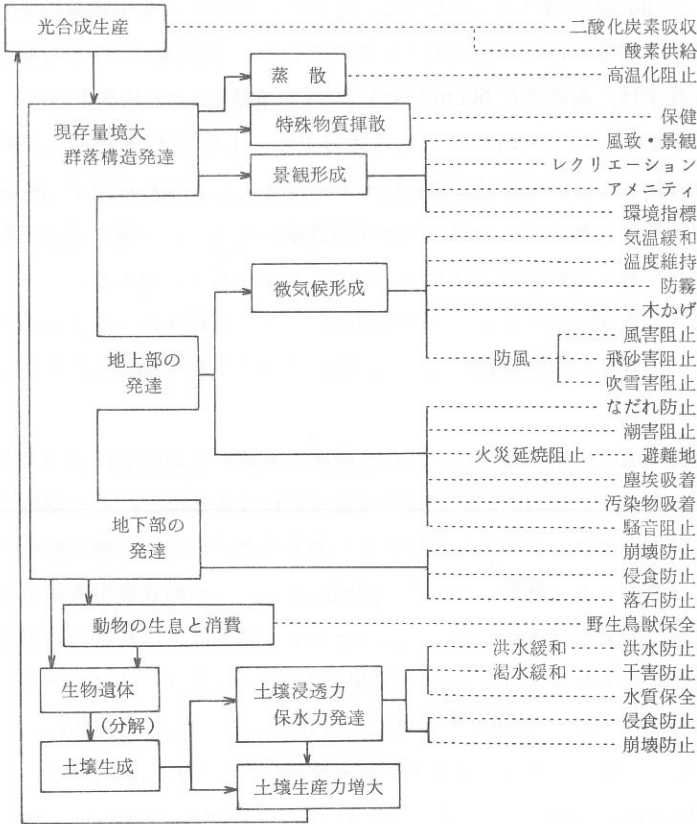 光合成生産
二酸化炭素吸収
酸素供給
蒸 散
高温化阻止
現存量境大
群落構造発達
特殊物質揮散
保健
景観形成
風致・景観
レクリエーション
アメニティ
環境指標
微気候形成
気温緩和
温度維持
防霧
木かげ
防風
風害阻止
飛砂害阻止
吹雪害阻止
地上部の
発達
なだれ防止
潮害阻止
火災延焼阻止
避難地
塵埃吸着
汚染物吸着
騒音阻止
地下部の
発達
崩壊防止
侵食防止
落石防止
動物の生息と消費
野生鳥獣保全
生物遺体
(分解)
土壌生成
土壌浸透力
保水力発達
洪水緩和
洪水防止
渇水緩和
干害防止
水質保全
侵食防止
崩壊防止
土壌生産力増大